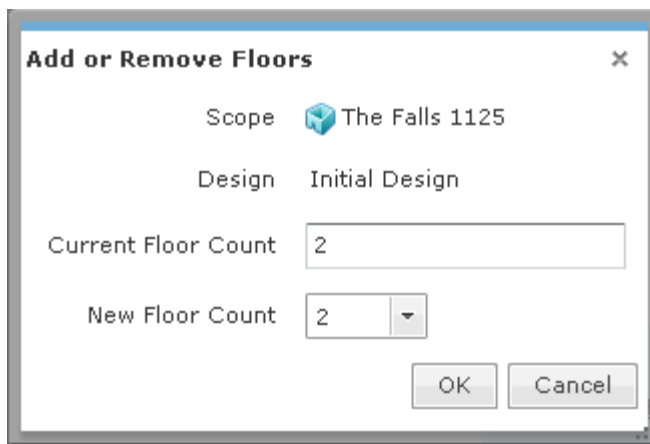 Add or Remove Floors
Scope The Falls 1125
Design Initial Design
Current Floor Count 2
New Floor Count 2
OK Cancel